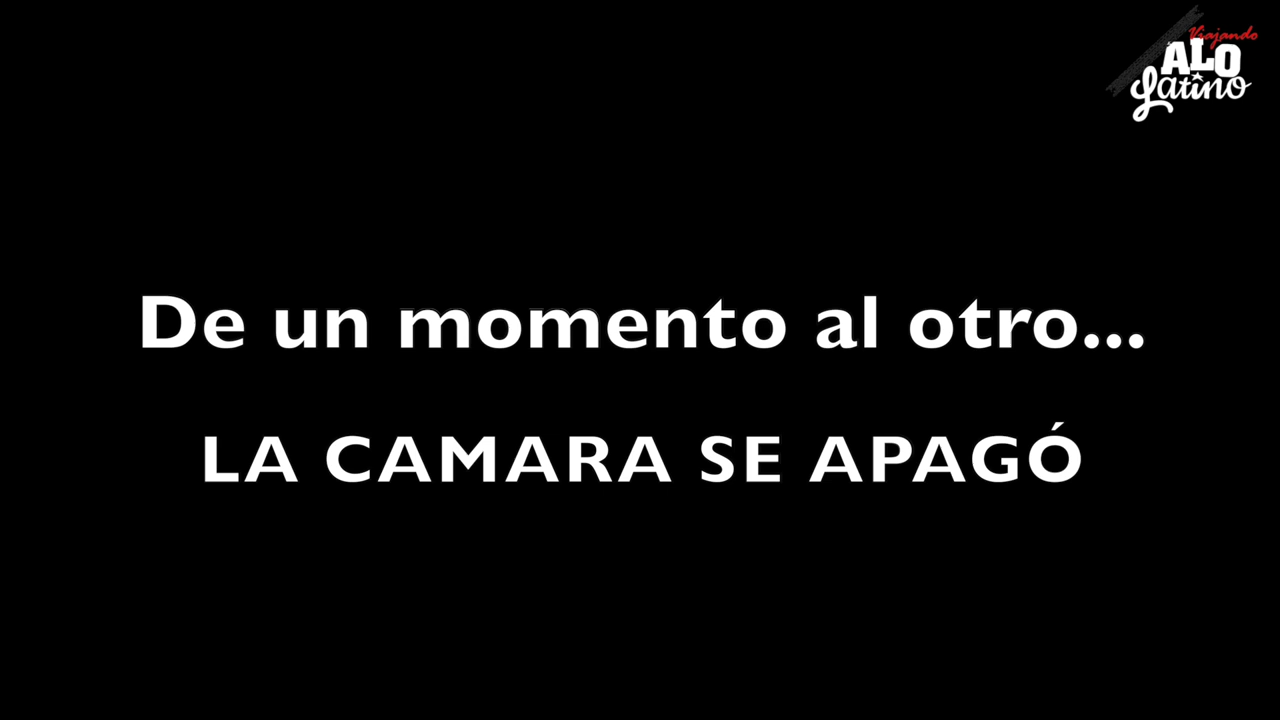 Viajando
ALO
Latino
De un momento al otro...
LA CAMARA SE APAGÓ